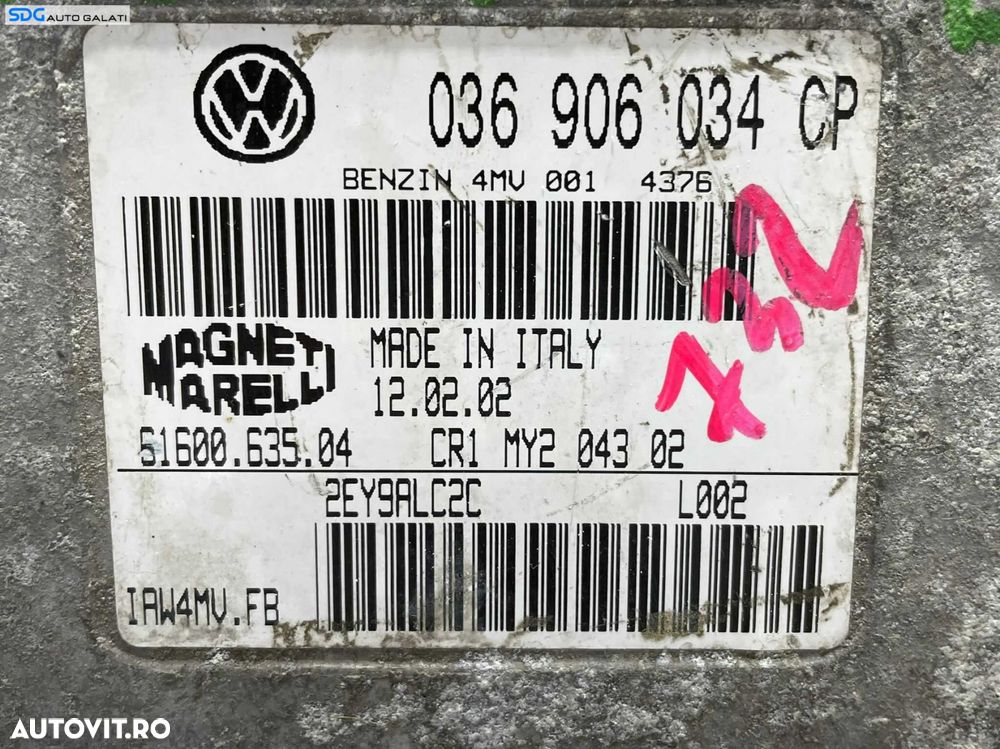 SDG AUTO GALATI
036 906 034 CP
BENZIN 4MV 001 4376
MAGNETI MARELLI
MADE IN ITALY
12.02.02
61600.635.04 CR1 MY2 043 02
2EY9ALC2C L002
IAW4MV.FB
AUTOVIT.RO